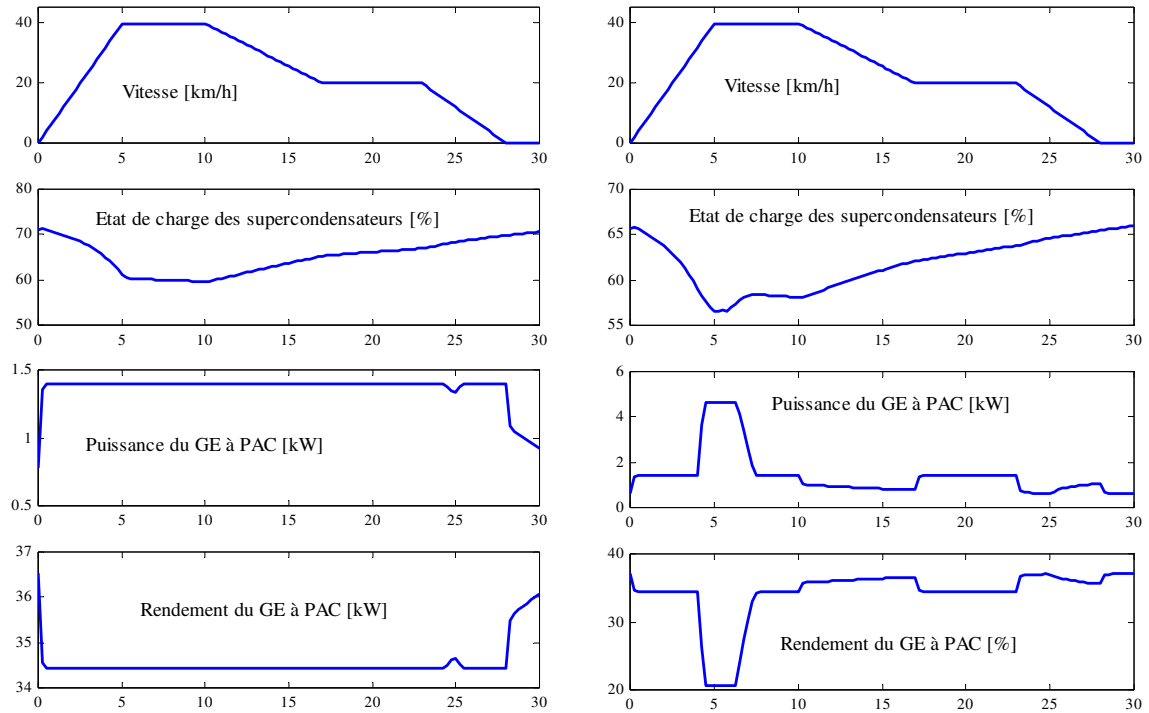 40
20
0
0 5 10 15 20 25 30
Vitesse [km/h]
80
70
60
50
0 5 10 15 20 25 30
Etat de charge des supercondensateurs [%]
1.5
1
0.5
0 5 10 15 20 25 30
Puissance du GE à PAC [kW]
37
36
35
34
0 5 10 15 20 25 30
Rendement du GE à PAC [kW]
40
20
0
0 5 10 15 20 25 30
Vitesse [km/h]
70
65
60
55
0 5 10 15 20 25 30
Etat de charge des supercondensateurs [%]
6
4
2
0
0 5 10 15 20 25 30
Puissance du GE à PAC [kW]
40
30
20
0 5 10 15 20 25 30
Rendement du GE à PAC [%]